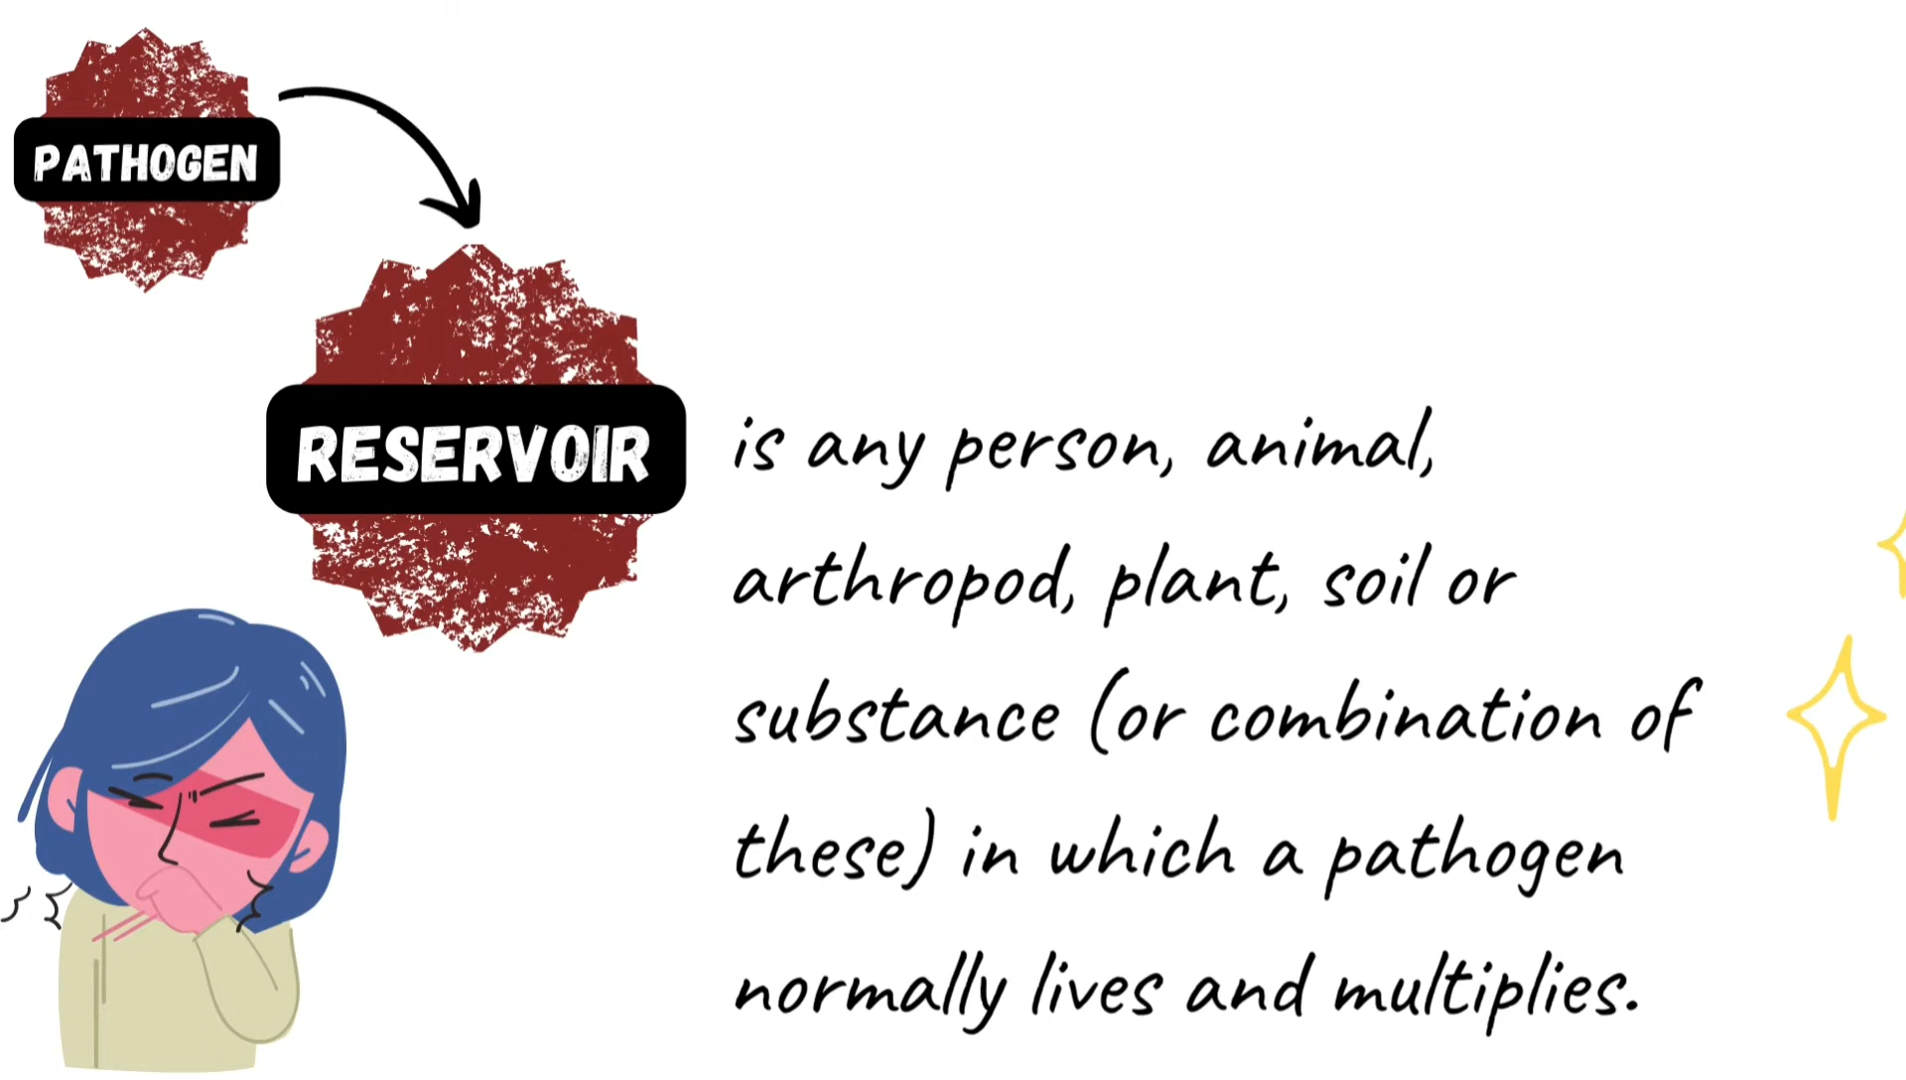 PATHOGEN
RESERVOIR
is any person, animal,
arthropod, plant, soil or
substance (or combination of
these) in which a pathogen
normally lives and multiplies.